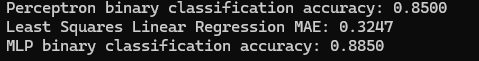 Perceptron binary classification accuracy: 0.8500
Least Squares Linear Regression MAE: 0.3247
MLP binary classification accuracy: 0.8850